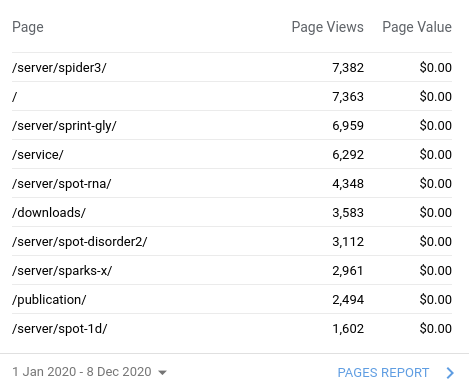 Page Page Views Page Value
/server/spider3/ 7,382 $0.00
/ 7,363 $0.00
/server/sprint-gly/ 6,959 $0.00
/service/ 6,292 $0.00
/server/spot-rna/ 4,348 $0.00
/downloads/ 3,583 $0.00
/server/spot-disorder2/ 3,112 $0.00
/server/sparks-x/ 2,961 $0.00
/publication/ 2,494 $0.00
/server/spot-1d/ 1,602 $0.00
1 Jan 2020 - 8 Dec 2020 PAGES REPORT